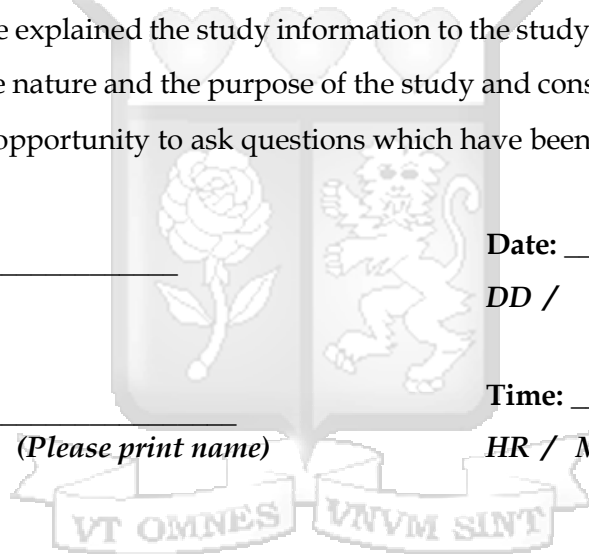 explained the study information to the study
nature and the purpose of the study and
opportunity to ask questions which have been
Date: __
DD /
Time: _
(Please print name)
HR /
VT OMNES VNVM SINT